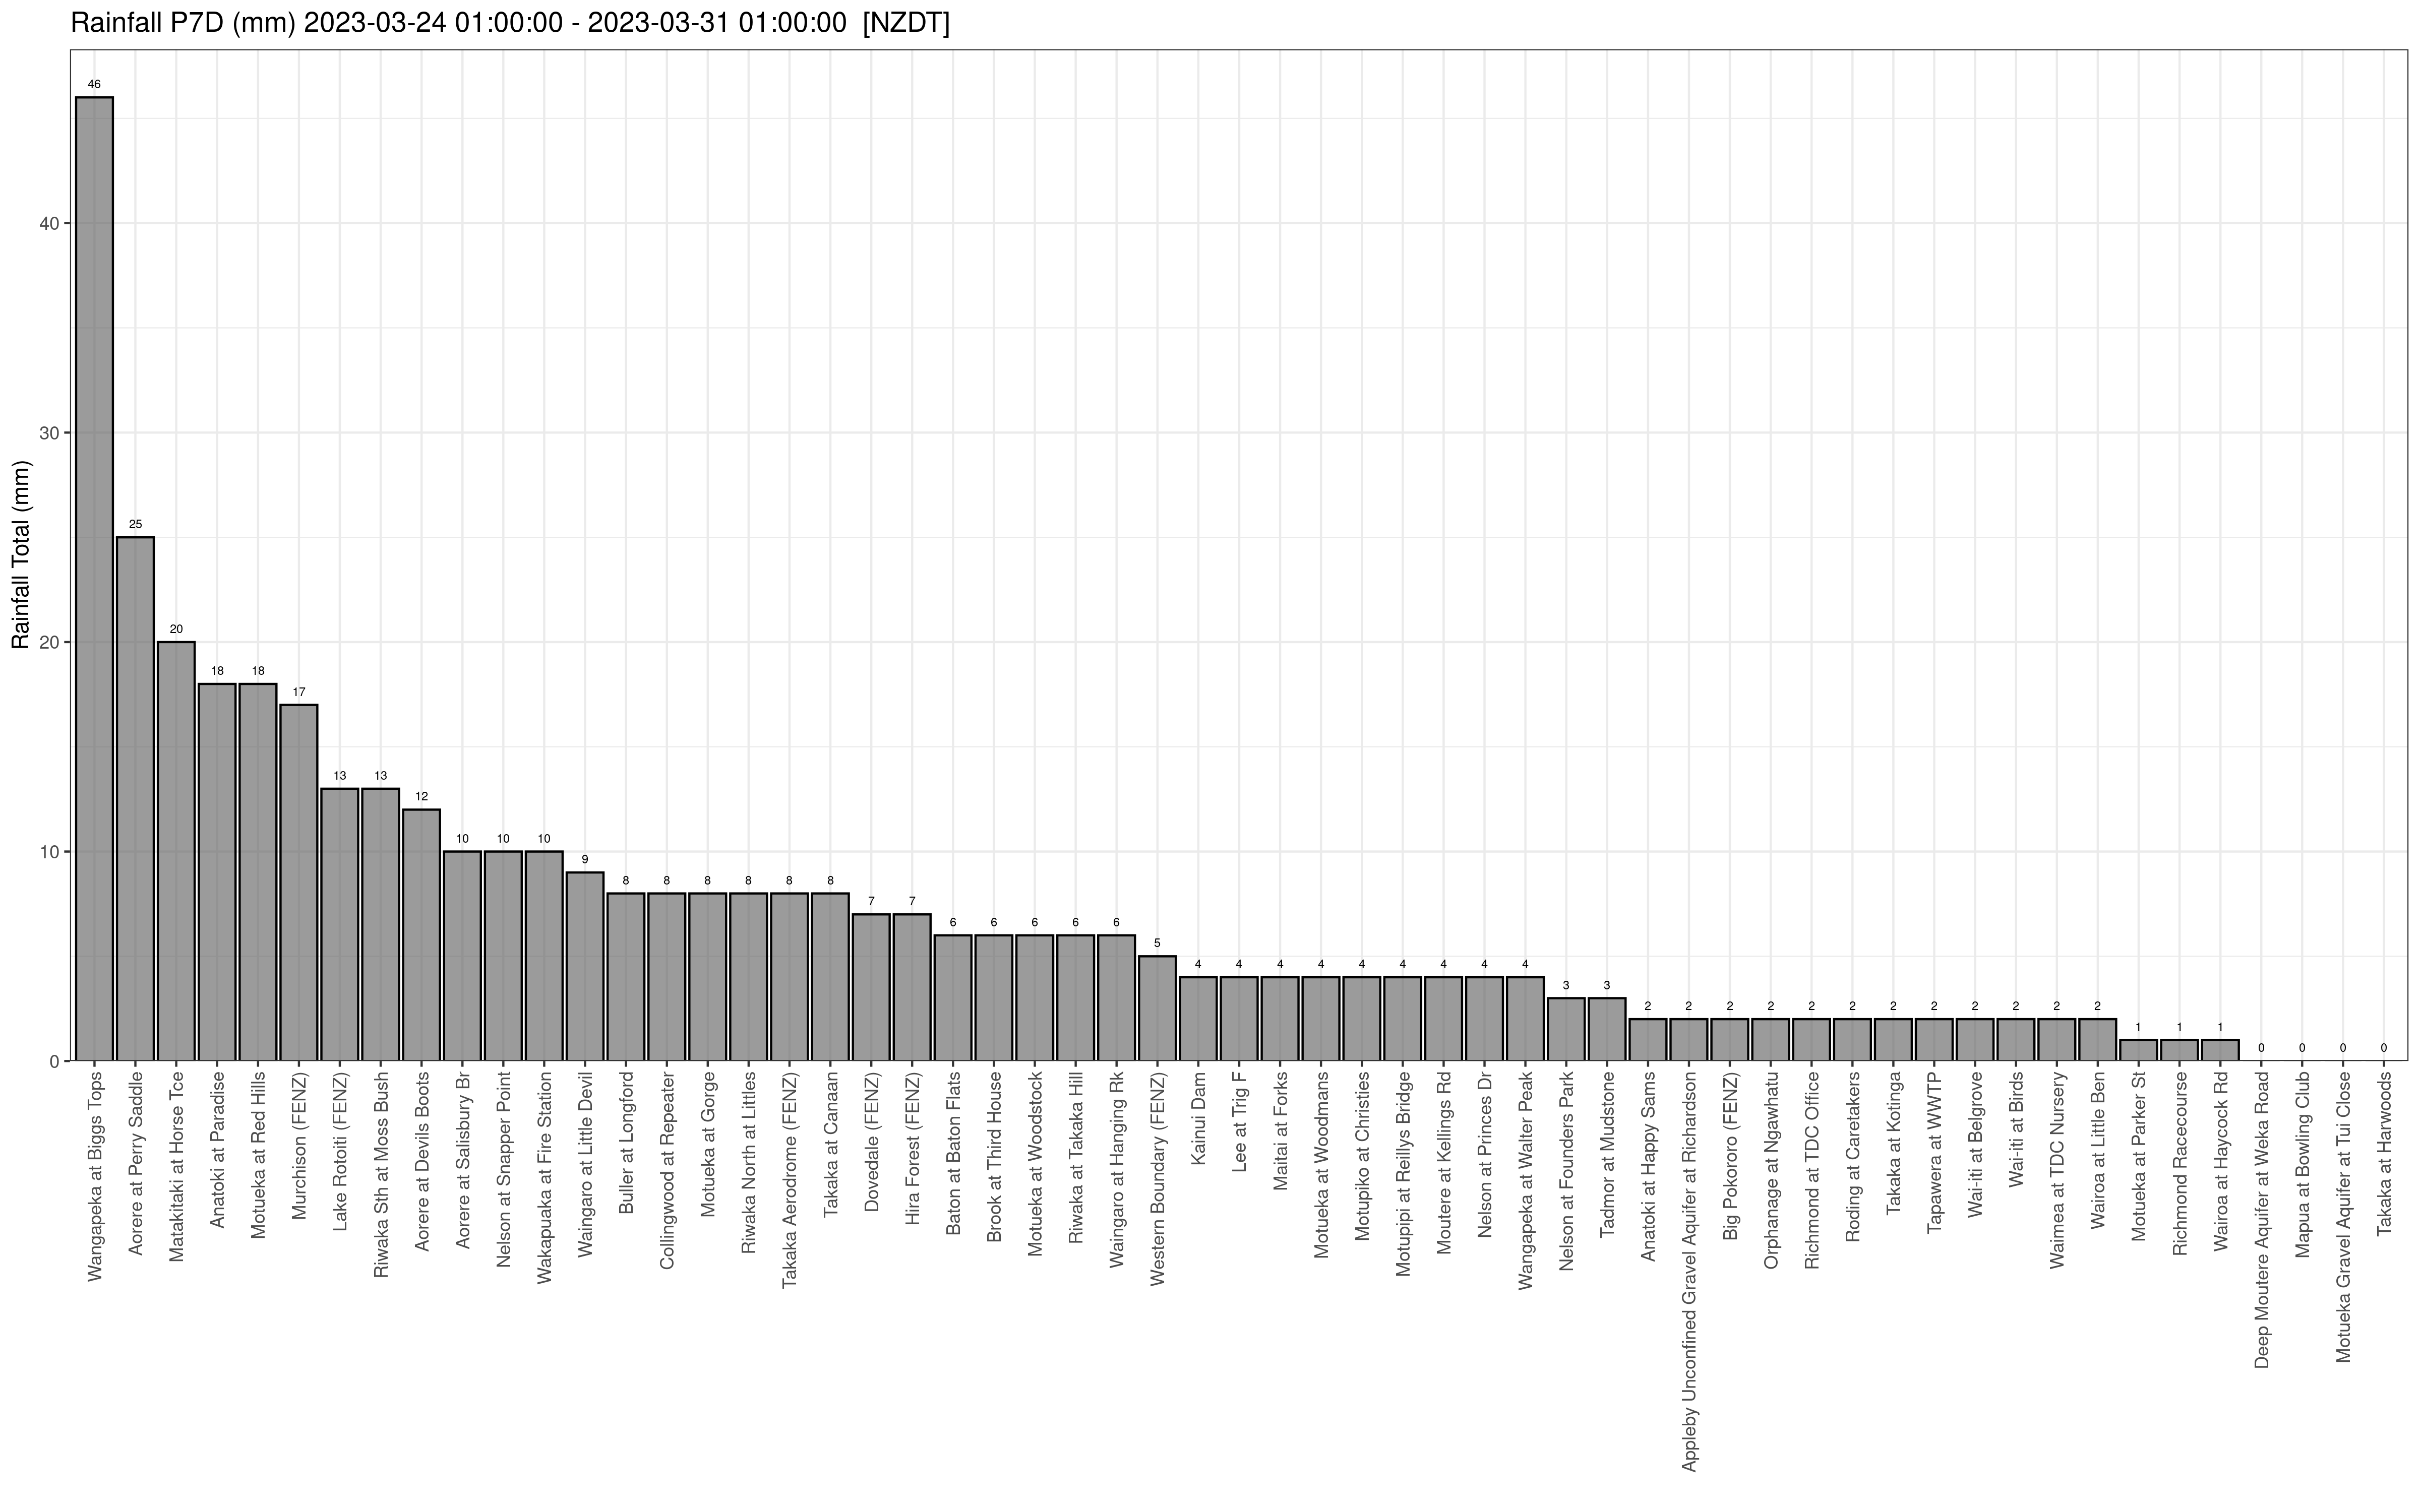 Rainfall P7D (mm) 2023-03-24 01:00:00 - 2023-03-31 01:00:00 [NZDT]
Rainfall Total (mm)
40
30
20
10
0
46
25
20
18
18
17
13
13
12
10
10
10
9
8
8
8
8
8
8
7
7
6
6
6
6
6
5
4
4
4
4
4
4
4
4
4
3
3
2
2
2
2
2
2
2
2
2
2
2
2
1
1
1
0
0
0
0
Wangapeka at Biggs Tops
Aorere at Perry Saddle
Matakitaki at Horse Tce
Anatoki at Paradise
Motueka at Red Hills
Murchison (FENZ)
Lake Rotoiti (FENZ)
Riwaka Sth at Moss Bush
Aorere at Devils Boots
Aorere at Salisbury Br
Nelson at Snapper Point
Wakapuaka at Fire Station
Waingaro at Little Devil
Buller at Longford
Collingwood at Repeater
Motueka at Gorge
Riwaka North at Littles
Takaka Aerodrome (FENZ)
Takaka at Canaan
Dovedale (FENZ)
Hira Forest (FENZ)
Baton at Baton Flats
Brook at Third House
Motueka at Woodstock
Riwaka at Takaka Hill
Waingaro at Hanging Rk
Western Boundary (FENZ)
Kainui Dam
Lee at Trig F
Maitai at Forks
Motueka at Woodmans
Motupiko at Christies
Motupipi at Reillys Bridge
Moutere at Kellings Rd
Nelson at Princes Dr
Wangapeka at Walter Peak
Nelson at Founders Park
Tadmor at Mudstone
Anatoki at Happy Sams
Appleby Unconfined Gravel Aquifer at Richardson
Big Pokororo (FENZ)
Orphanage at Ngawhatu
Richmond at TDC Office
Roding at Caretakers
Takaka at Kotinga
Tapawera at WWTP
Wai-iti at Belgrove
Wai-iti at Birds
Waimea at TDC Nursery
Wairoa at Little Ben
Motueka at Parker St
Richmond Racecourse
Wairoa at Haycock Rd
Deep Moutere Aquifer at Weka Road
Mapua at Bowling Club
Motueka Gravel Aquifer at Tui Close
Takaka at Harwoods